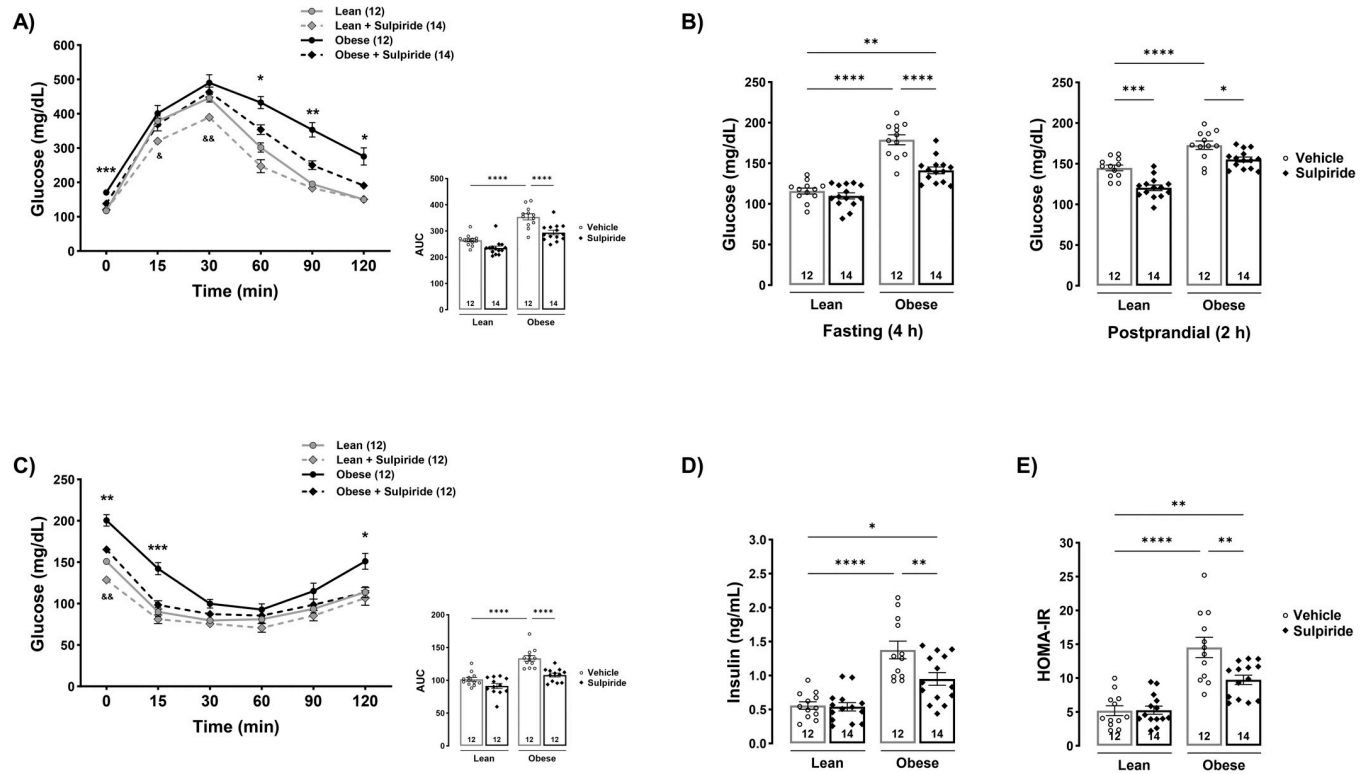 A)
Lean (12)
Lean + Sulpiride (14)
Obese (12)
Obese + Sulpiride (14)
Glucose (mg/dL)
600
500
400
300
200
100
0
***
&
&&
*
**
*
0 15 30 60 90 120
Time (min)
AUC
500
400
300
200
100
0
**** ****
12 14 12 14
Lean Obese
Vehicle
Sulpiride
B)
Glucose (mg/dL)
250
200
150
100
50
0
**
**** ****
12 14 12 14
Lean Obese
Fasting (4 h)
Glucose (mg/dL)
250
200
150
100
50
0
****
*** *
12 14 12 14
Lean Obese
Postprandial (2 h)
Vehicle
Sulpiride
C)
Lean (12)
Lean + Sulpiride (12)
Obese (12)
Obese + Sulpiride (12)
Glucose (mg/dL)
250
200
150
100
50
0
**
&&
***
*
0 15 30 60 90 120
Time (min)
AUC
200
150
100
50
0
**** ****
12 12 12 12
Lean Obese
Vehicle
Sulpiride
D)
Insulin (ng/mL)
3.0
2.5
2.0
1.5
1.0
0.5
0.0
*
**** **
12 14 12 14
Lean Obese
E)
HOMA-IR
30
25
20
15
10
5
0
**
**** **
12 14 12 14
Lean Obese
Vehicle
Sulpiride